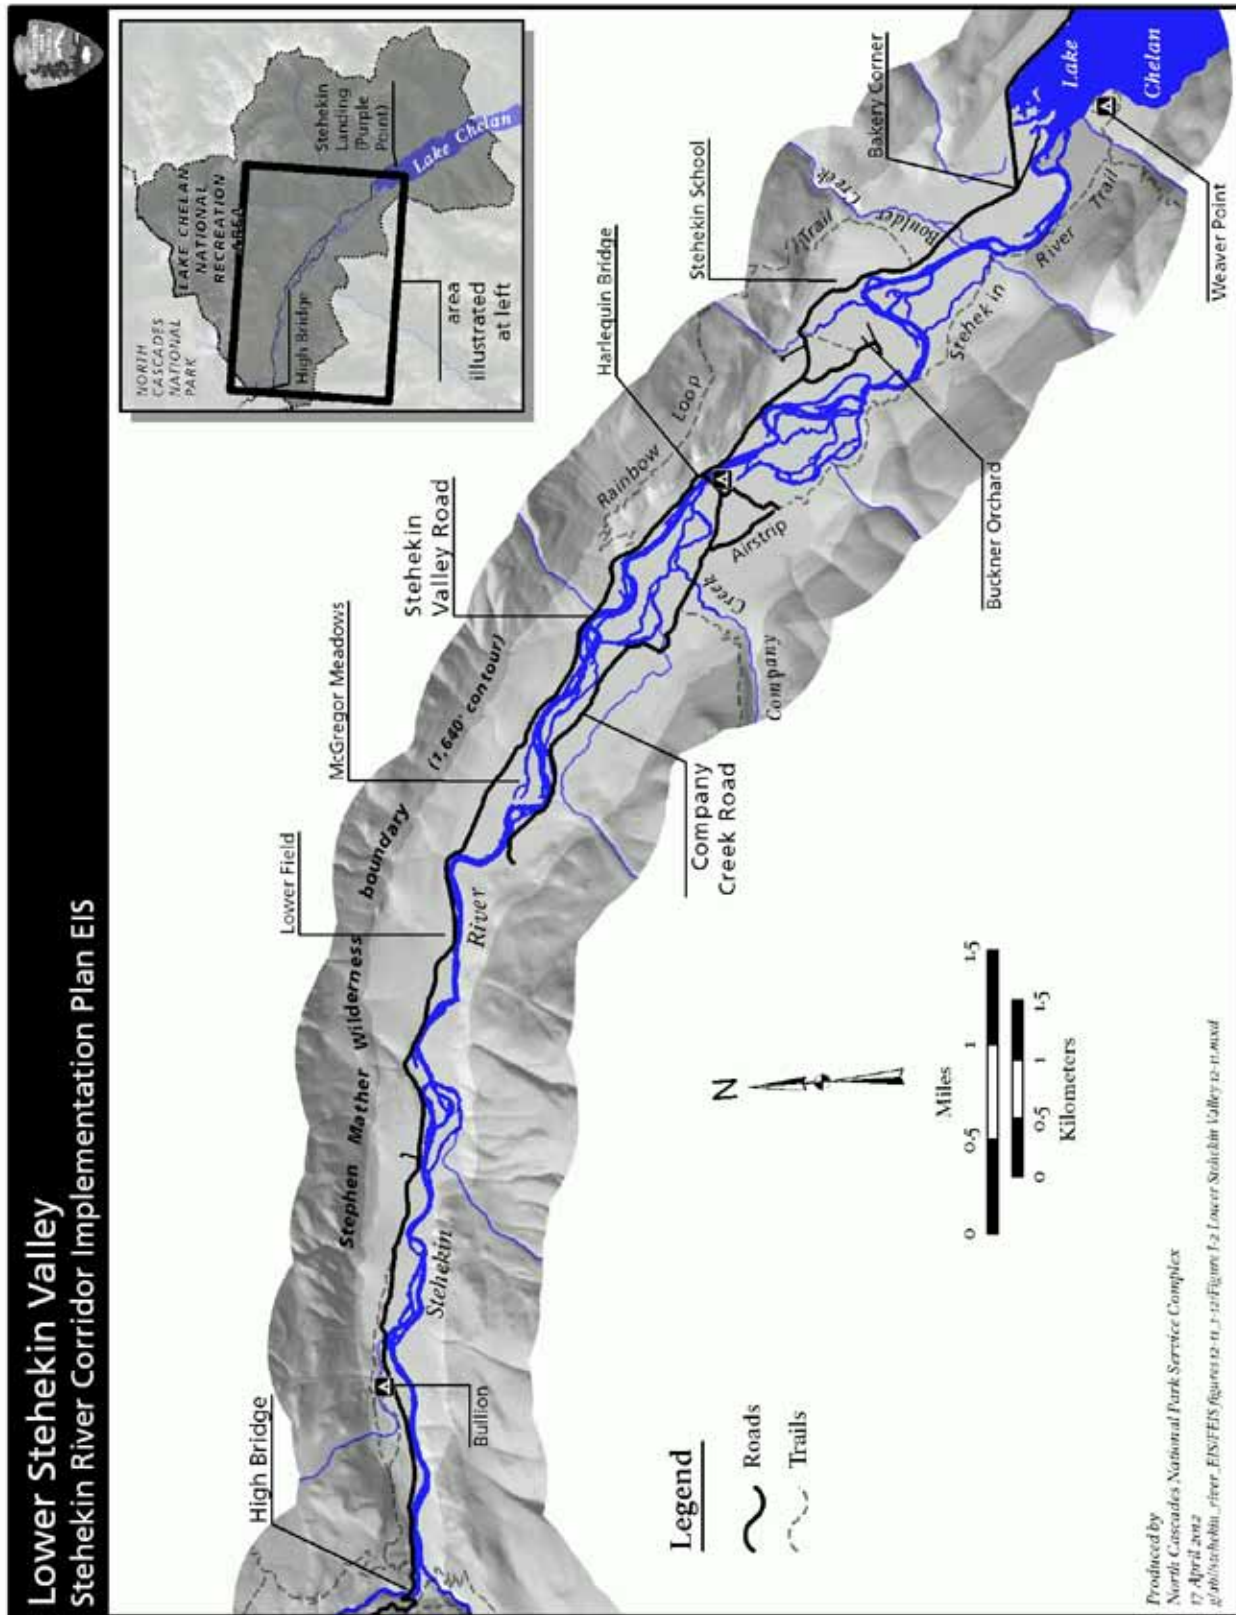 Lower Stehekin Valley
Stehekin River Corridor Implementation Plan EIS
NORTH
CASCADES
NATIONAL
PARK
LAKE CHELAN
NATIONAL
RECREATION
AREA
High Bridge
Stehekin
Landing
(Purple
Point)
Lake Chelan
area
illustrated
at left
High Bridge
Bullion
Stephen Mather Wilderness boundary (1,640' contour)
Stehekin River
Lower Field
McGregor Meadows
Stehekin
Valley Road
Company
Creek Road
Company Creek
Rainbow Loop
Trail
Harlequin Bridge
Airstrip
Stehekin School
Buckner Orchard
Boulder Creek
Bakery Corner
Stehekin River Trail
Lake
Chelan
Weaver Point
Legend
Roads
Trails
N
Miles
0 0.5 1 1.5
0 0.5 1 1.5
Kilometers
Produced by
North Cascades National Park Service Complex
17 April 2012